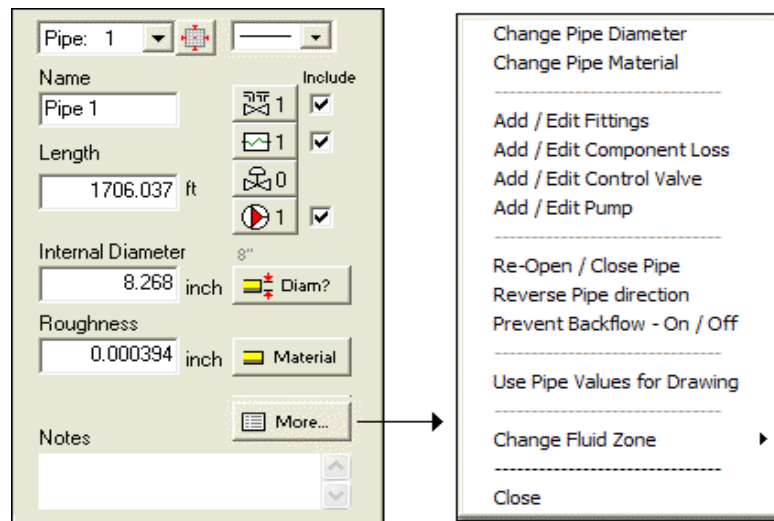 Pipe: 1
Name
Include
Pipe 1
1
Length
1
1706.037 ft
0
1
Internal Diameter
8"
8.268 inch
Diam?
Roughness
0.000394 inch
Material
More...
Notes
Change Pipe Diameter
Change Pipe Material
Add / Edit Fittings
Add / Edit Component Loss
Add / Edit Control Valve
Add / Edit Pump
Re-Open / Close Pipe
Reverse Pipe direction
Prevent Backflow - On / Off
Use Pipe Values for Drawing
Change Fluid Zone
Close